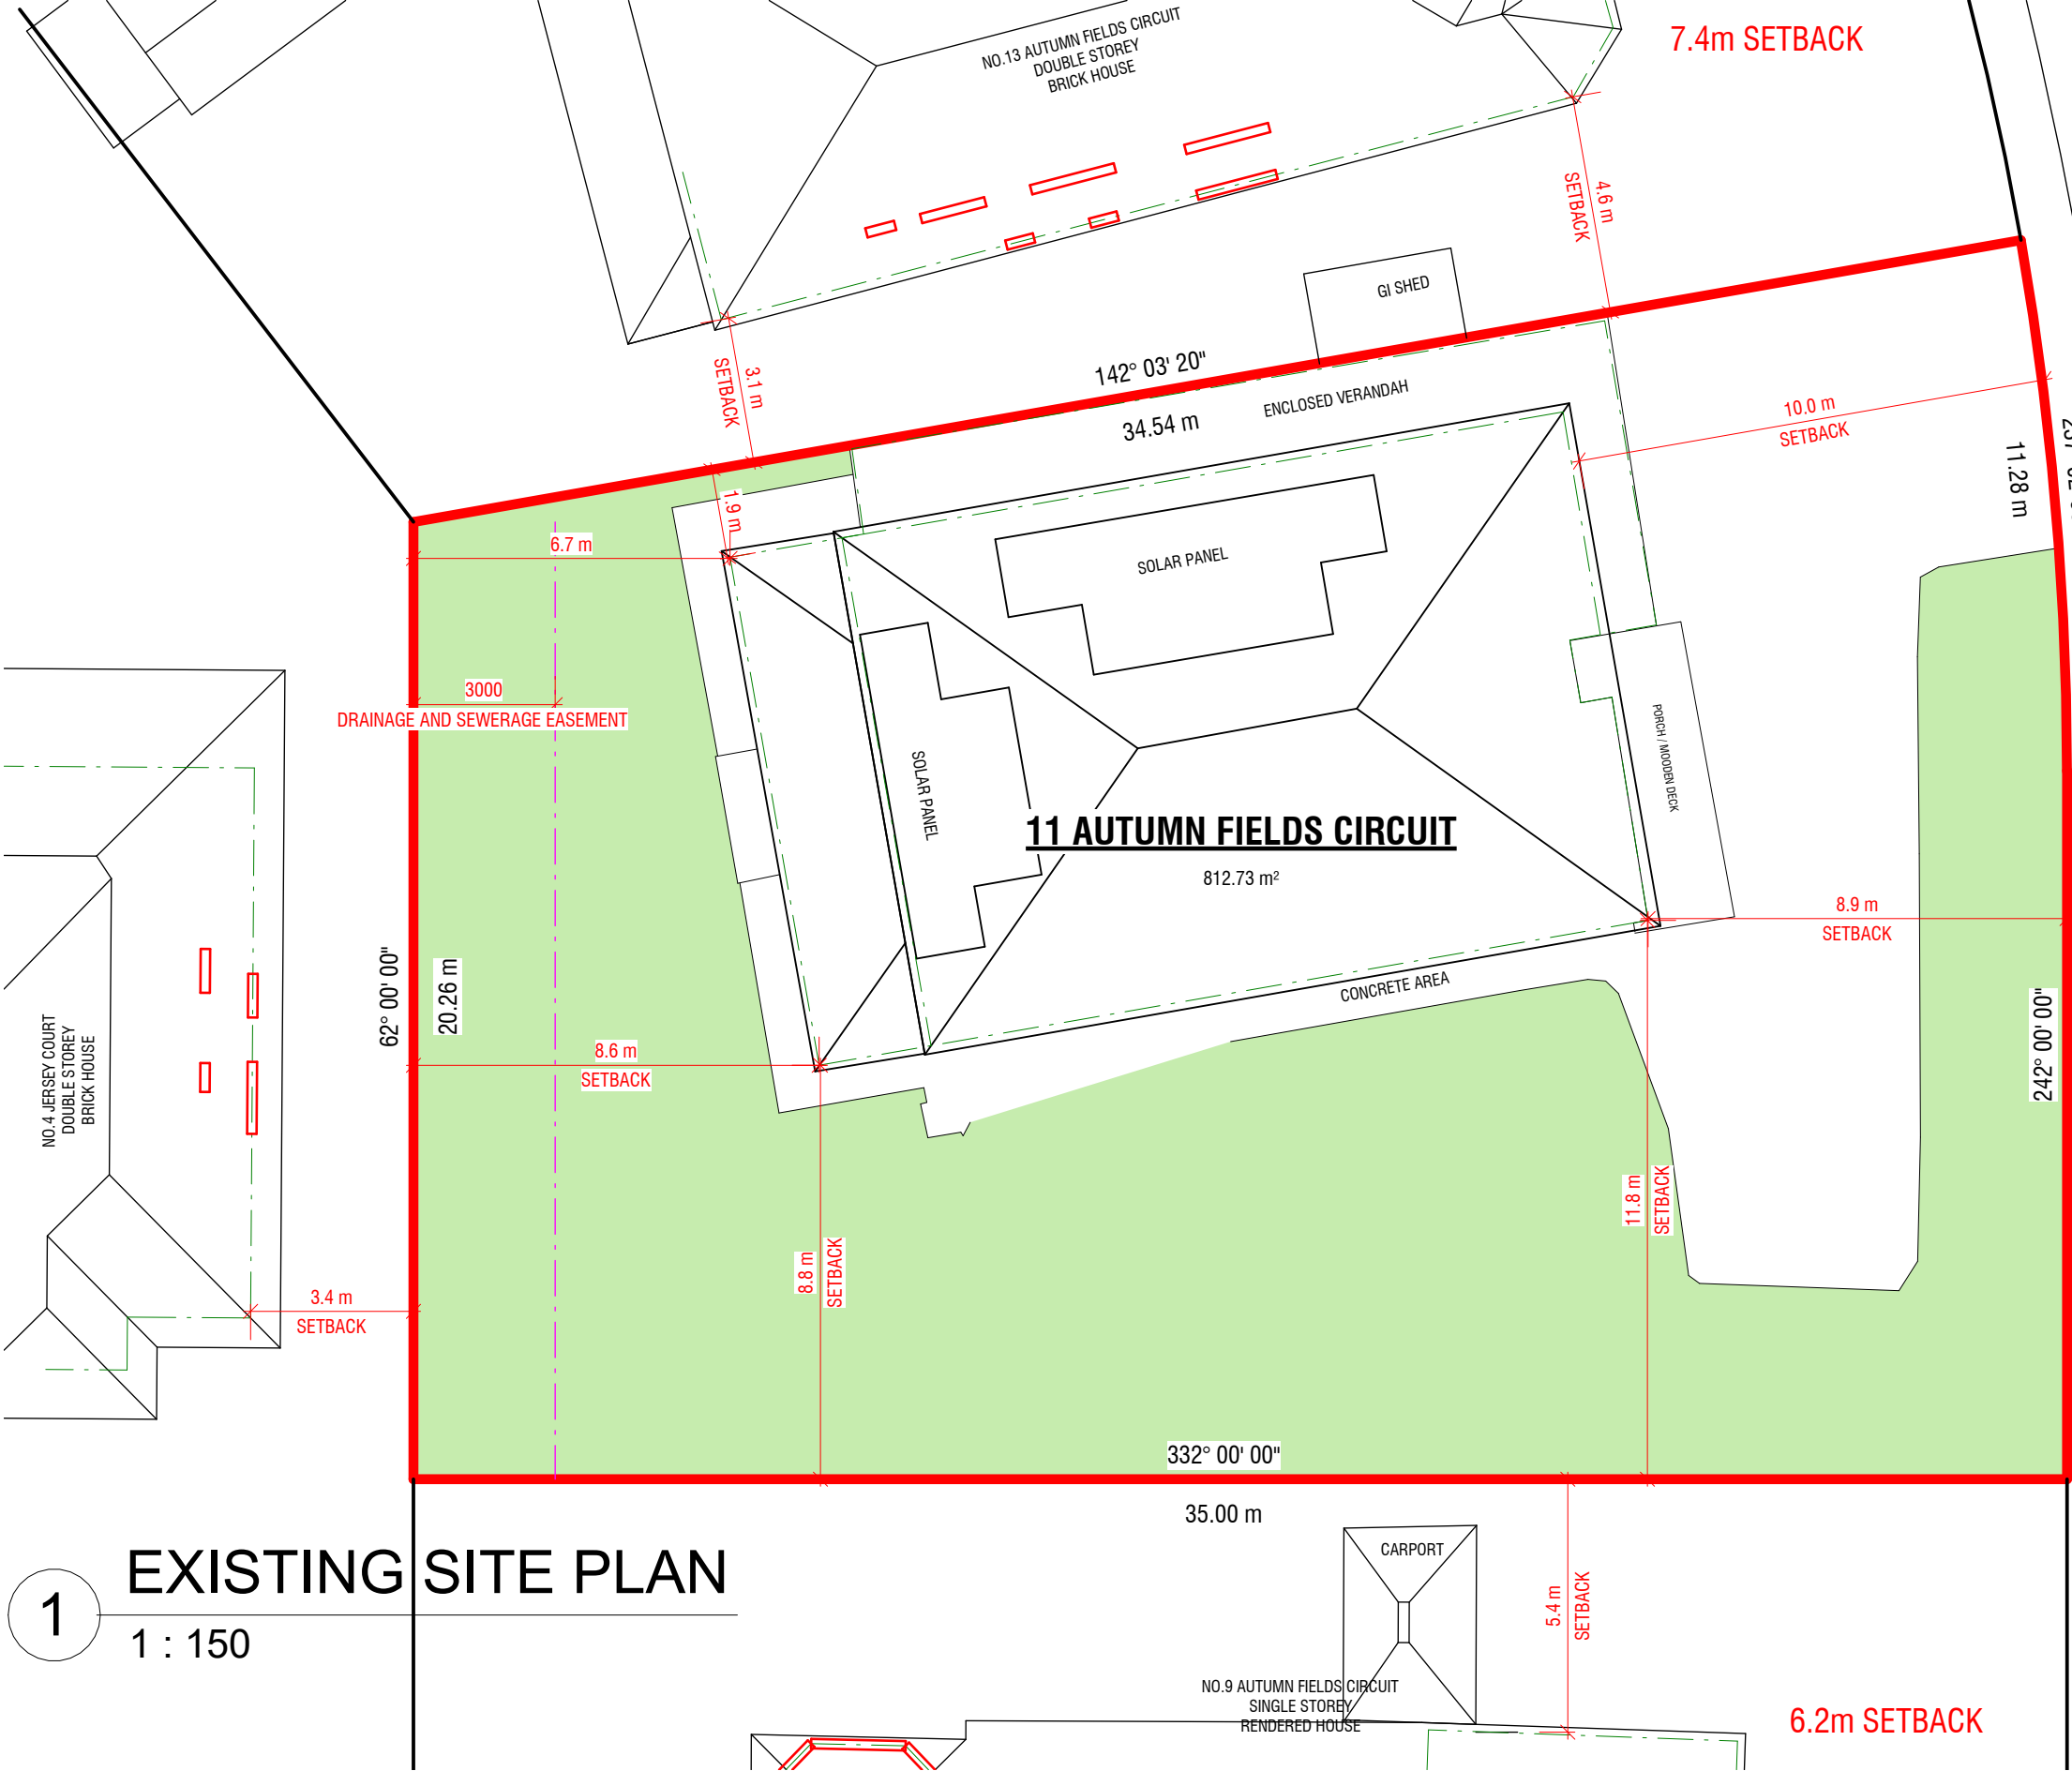 7.4m SETBACK
NO.13 AUTUMN FIELDS CIRCUIT
DOUBLE STOREY
BRICK HOUSE
4.6 m
SETBACK
GI SHED
3.1 m
SETBACK
142° 03' 20"
34.54 m
ENCLOSED VERANDAH
10.0 m
SETBACK
11.28 m
1.9 m
6.7 m
SOLAR PANEL
3000
DRAINAGE AND SEWERAGE EASEMENT
SOLAR PANEL
PORCH / MOODEN DECK
11 AUTUMN FIELDS CIRCUIT
812.73 m²
8.9 m
SETBACK
CONCRETE AREA
62° 00' 00"
20.26 m
242° 00' 00"
NO.4 JERSEY COURT
DOUBLE STOREY
BRICK HOUSE
8.6 m
SETBACK
11.8 m
SETBACK
8.8 m
SETBACK
3.4 m
SETBACK
332° 00' 00"
35.00 m
CARPORT
5.4 m
SETBACK
1
EXISTING SITE PLAN
1 : 150
NO.9 AUTUMN FIELDS CIRCUIT
SINGLE STOREY
RENDERED HOUSE
6.2m SETBACK